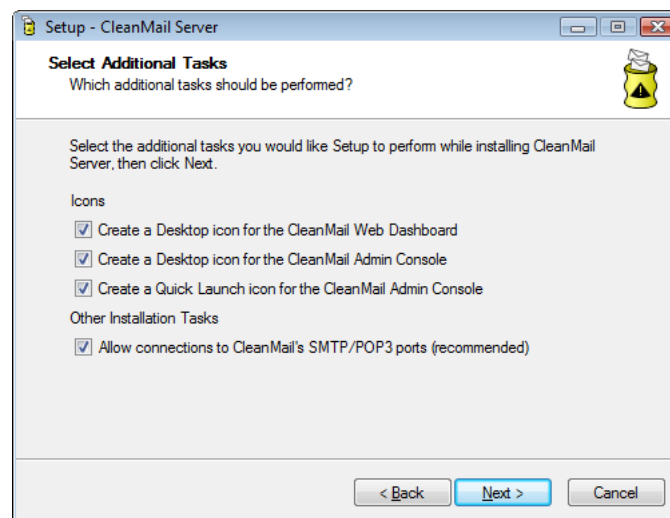 Setup - CleanMail Server
Select Additional Tasks
Which additional tasks should be performed?
Select the additional tasks you would like Setup to perform while installing CleanMail
Server, then click Next.
Icons
Create a Desktop icon for the CleanMail Web Dashboard
Create a Desktop icon for the CleanMail Admin Console
Create a Quick Launch icon for the CleanMail Admin Console
Other Installation Tasks
Allow connections to CleanMail's SMTP/POP3 ports (recommended)
< Back Next > Cancel